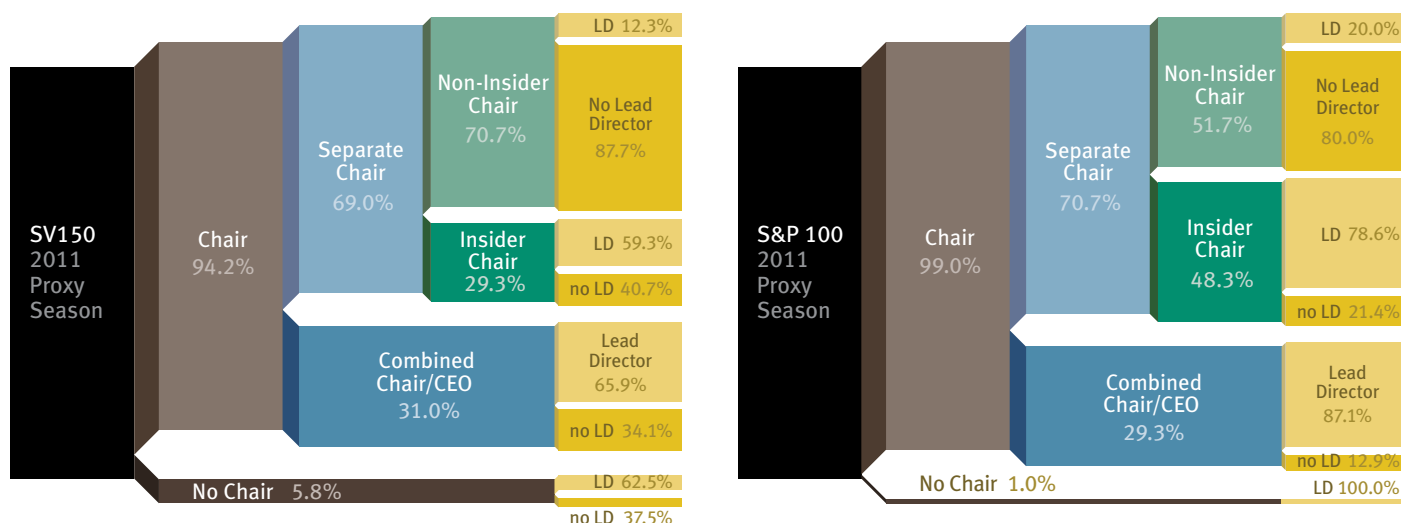 SV150
2011
Proxy
Season
Chair
94.2%
Separate
Chair
69.0%
Non-Insider
Chair
70.7%
LD 12.3%
No Lead
Director
87.7%
Insider
Chair
29.3%
LD 59.3%
no LD 40.7%
Combined
Chair/CEO
31.0%
Lead
Director
65.9%
no LD 34.1%
No Chair 5.8%
LD 62.5%
no LD 37.5%
S&P 100
2011
Proxy
Season
Chair
99.0%
Separate
Chair
70.7%
Non-Insider
Chair
51.7%
LD 20.0%
No Lead
Director
80.0%
Insider
Chair
48.3%
LD 78.6%
no LD 21.4%
Combined
Chair/CEO
29.3%
Lead
Director
87.1%
no LD 12.9%
No Chair 1.0%
LD 100.0%